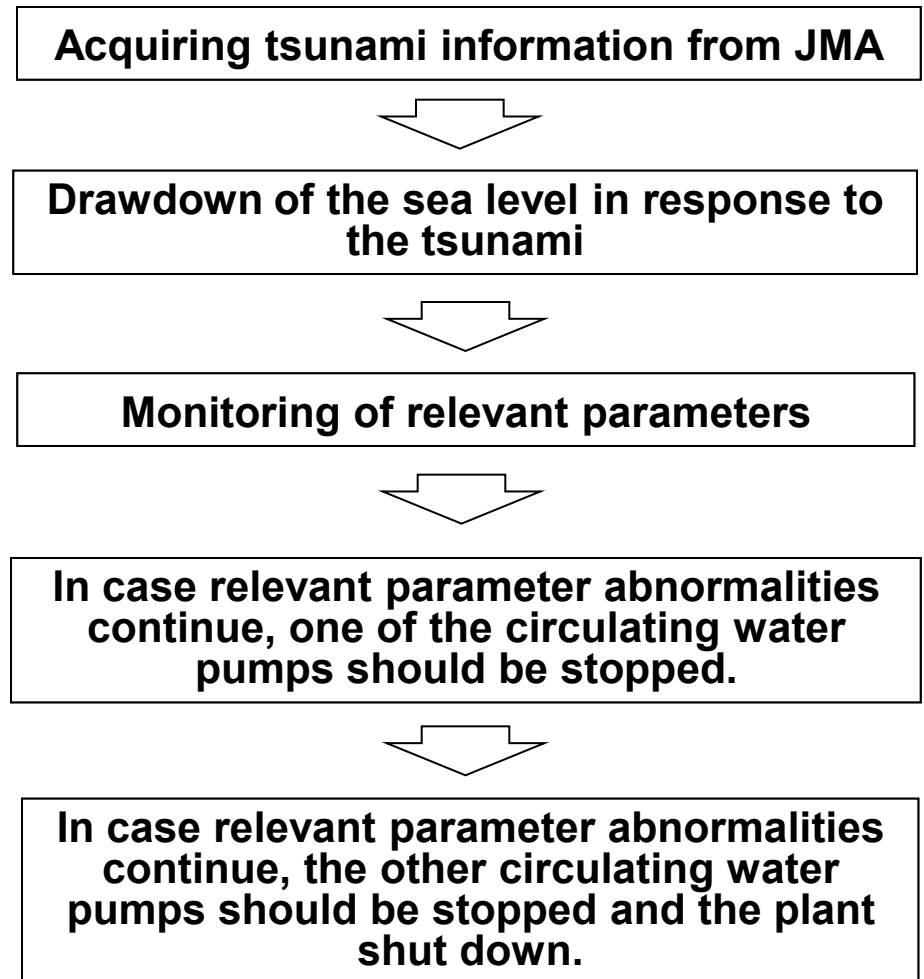 Acquiring tsunami information from JMA
Drawdown of the sea level in response to
the tsunami
Monitoring of relevant parameters
In case relevant parameter abnormalities
continue, one of the circulating water
pumps should be stopped.
In case relevant parameter abnormalities
continue, the other circulating water
pumps should be stopped and the plant
shut down.